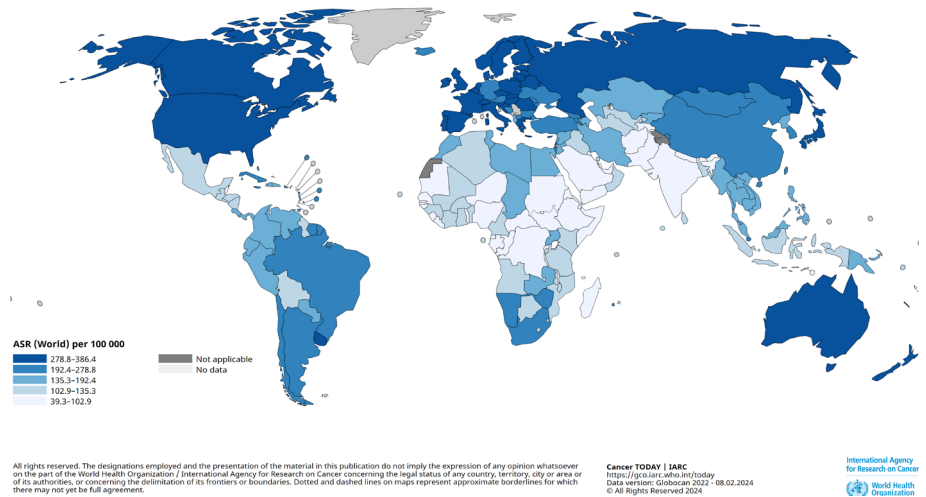 ASR (World) per 100 000
278.8–386.4
192.4–278.8
135.3–192.4
102.9–135.3
39.3–102.9
Not applicable
No data
All rights reserved. The designations employed and the presentation of the material in this publication do not imply the expression of any opinion whatsoever
on the part of the World Health Organization / International Agency for Research on Cancer concerning the legal status of any country, territory, city or area or
of its authorities, or concerning the delimitation of its frontiers or boundaries. Dotted and dashed lines on maps represent approximate borderlines for which
there may not yet be full agreement.
Cancer TODAY | IARC
https://gco.iarc.who.int/today
Data version: Globocan 2022 - 08.02.2024
© All Rights Reserved 2024
International Agency
for Research on Cancer
World Health
Organization